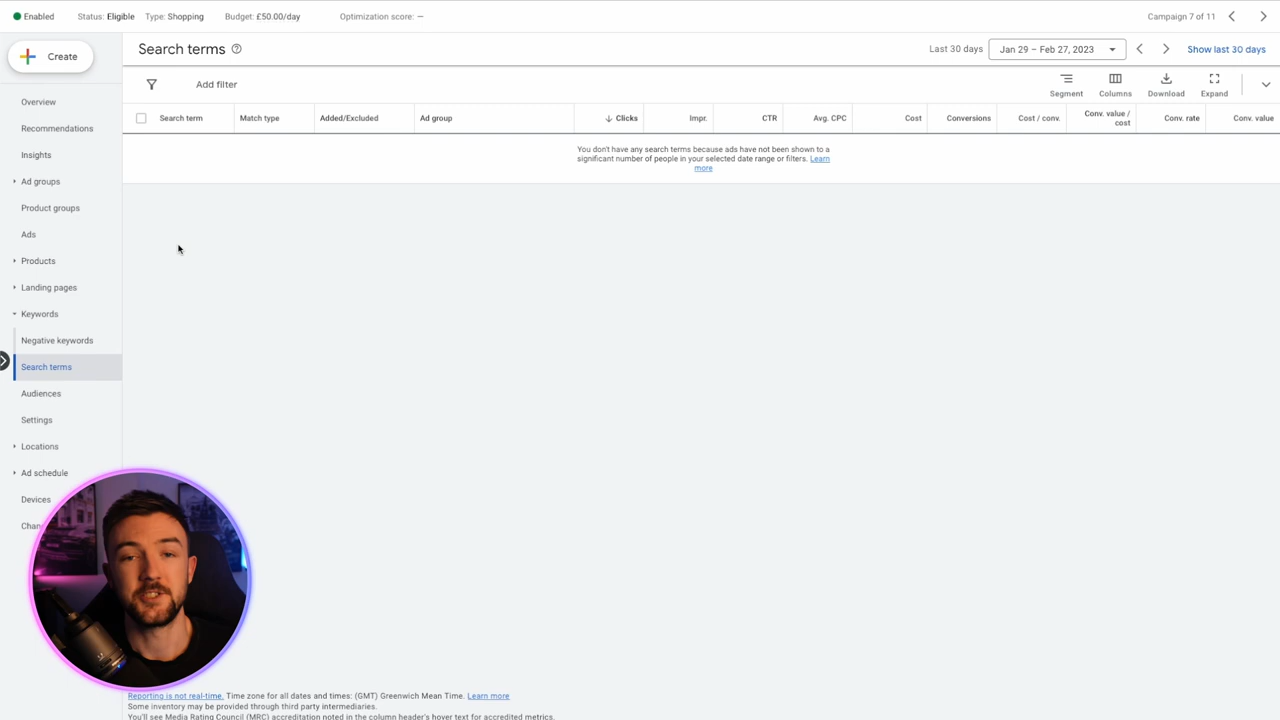 Enabled Status: Eligible Type: Shopping Budget: £50.00/day Optimization score: – Campaign 7 of 11
Create
Search terms Last 30 days Jan 29 – Feb 27, 2023 Show last 30 days
Add filter
Segment Columns Download Expand
Search term Match type Added/Excluded Ad group Clicks Impr. CTR Avg. CPC Cost Conversions Cost / conv. Conv. value / cost Conv. rate Conv. value
You don't have any search terms because ads have not been shown to a
significant number of people in your selected date range or filters. Learn
more
Overview
Recommendations
Insights
Ad groups
Product groups
Ads
Products
Landing pages
Keywords
Negative keywords
Search terms
Audiences
Settings
Locations
Ad schedule
Devices
Reporting is not real-time. Time zone for all dates and times: (GMT) Greenwich Mean Time. Learn more
Some inventory may be provided through third party intermediaries.
You'll see Media Rating Council (MRC) accreditation noted in the column header's hover text for accredited metrics.